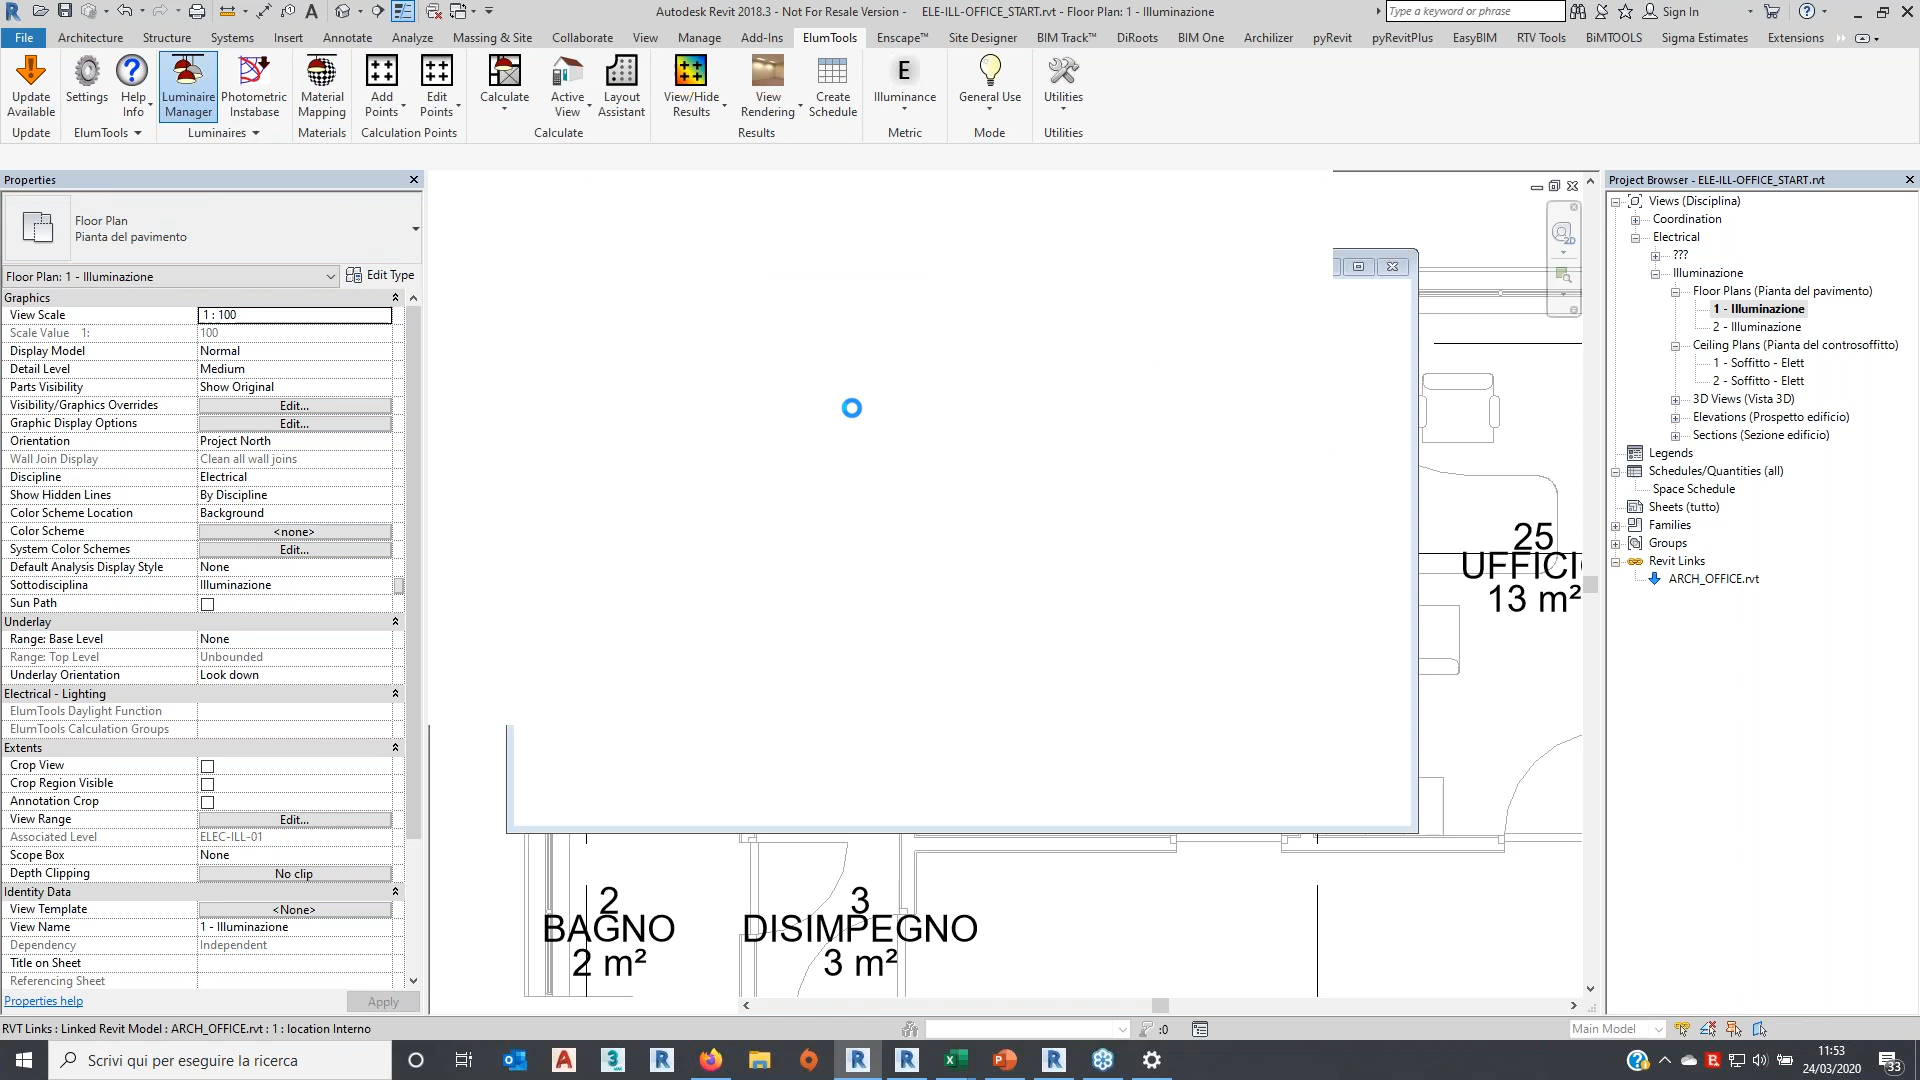 Autodesk Revit 2018.3 - Not For Resale Version -    ELE-ILL-OFFICE_START.rvt - Floor Plan: 1 - Illuminazione
Type a keyword or phrase
Sign In
File Architecture Structure Systems Insert Annotate Analyze Massing & Site Collaborate View Manage Add-Ins ElumTools Enscape™ Site Designer BIM Track™ DiRoots BIM One Archilizer pyRevit pyRevitPlus EasyBIM RTV Tools BiMTOOLS Sigma Estimates Extensions
Update Available
Settings
Help Info
Luminaire Manager
Photometric Instabase
Material Mapping
Add Points
Edit Points
Calculate
Active View
Layout Assistant
View/Hide Results
View Rendering
Create Schedule
E
Illuminance
General Use
Utilities
Update ElumTools Luminaires Materials Calculation Points Calculate Results Metric Mode Utilities
Properties
Floor Plan
Pianta del pavimento
Floor Plan: 1 - Illuminazione
Edit Type
Graphics
View Scale 1 : 100
Scale Value 1: 100
Display Model Normal
Detail Level Medium
Parts Visibility Show Original
Visibility/Graphics Overrides Edit...
Graphic Display Options Edit...
Orientation Project North
Wall Join Display Clean all wall joins
Discipline Electrical
Show Hidden Lines By Discipline
Color Scheme Location Background
Color Scheme <none>
System Color Schemes Edit...
Default Analysis Display Style None
Sottodisciplina Illuminazione
Sun Path
Underlay
Range: Base Level None
Range: Top Level Unbounded
Underlay Orientation Look down
Electrical - Lighting
ElumTools Daylight Function
ElumTools Calculation Groups
Extents
Crop View
Crop Region Visible
Annotation Crop
View Range Edit...
Associated Level ELEC-ILL-01
Scope Box None
Depth Clipping No clip
Identity Data
View Template <None>
View Name 1 - Illuminazione
Dependency Independent
Title on Sheet
Referencing Sheet
Properties help
Apply
2D
25
UFFICI
13 m²
2
BAGNO
2 m²
3
DISIMPEGNO
3 m²
Project Browser - ELE-ILL-OFFICE_START.rvt
Views (Disciplina)
Coordination
Electrical
???
Illuminazione
Floor Plans (Pianta del pavimento)
1 - Illuminazione
2 - Illuminazione
Ceiling Plans (Pianta del controsoffitto)
1 - Soffitto - Elett
2 - Soffitto - Elett
3D Views (Vista 3D)
Elevations (Prospetto edificio)
Sections (Sezione edificio)
Legends
Schedules/Quantities (all)
Space Schedule
Sheets (tutto)
Families
Groups
Revit Links
ARCH_OFFICE.rvt
RVT Links : Linked Revit Model : ARCH_OFFICE.rvt : 1 : location Interno
:0
Main Model
Scrivi qui per eseguire la ricerca
11:53
24/03/2020
33